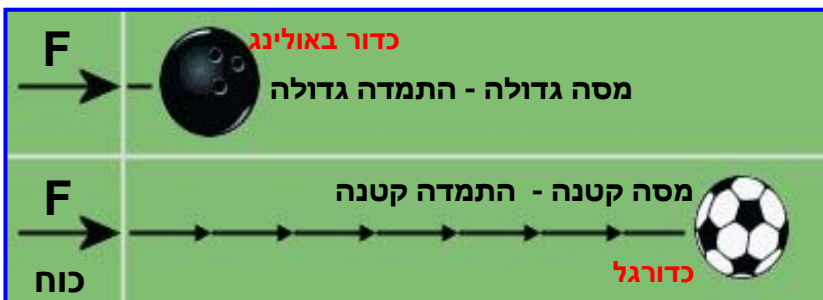 F
כדור באולינג
מסה גדולה - התמדה גדולה
F
מסה קטנה - התמדה קטנה
כדורגל
כוח